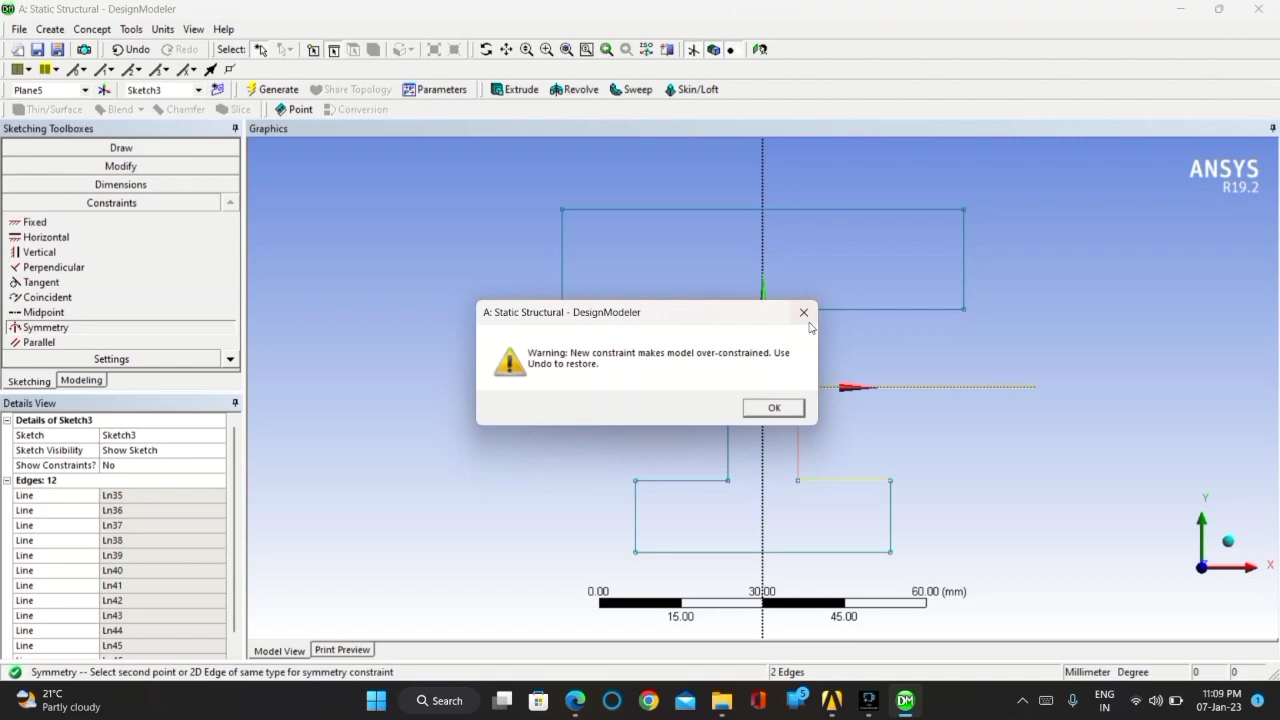 A: Static Structural - DesignModeler
File Create Concept Tools Units View Help
Undo Redo Select:
Plane5 Sketch3 Generate Share Topology Parameters Extrude Revolve Sweep Skin/Loft
Thin/Surface Blend Chamfer Slice Point Conversion
Sketching Toolboxes Graphics
Draw
Modify
Dimensions
Constraints
Fixed
Horizontal
Vertical
Perpendicular
Tangent
Coincident
Midpoint
Symmetry
Parallel
Settings
Sketching Modeling
Details View
Details of Sketch3
Sketch Sketch3
Sketch Visibility Show Sketch
Show Constraints? No
Edges: 12
Line Ln35
Line Ln36
Line Ln37
Line Ln38
Line Ln39
Line Ln40
Line Ln41
Line Ln42
Line Ln43
Line Ln44
Line Ln45
ANSYS
R19.2
A: Static Structural - DesignModeler
Warning: New constraint makes model over-constrained. Use
Undo to restore.
OK
Y
X
0.00 30.00 60.00 (mm)
15.00 45.00
Model View Print Preview
Symmetry -- Select second point or 2D Edge of same type for symmetry constraint 2 Edges Millimeter Degree 0 0
21°C
Partly cloudy
Search
5
DM
ENG
IN
11:09 PM
07-Jan-23
1